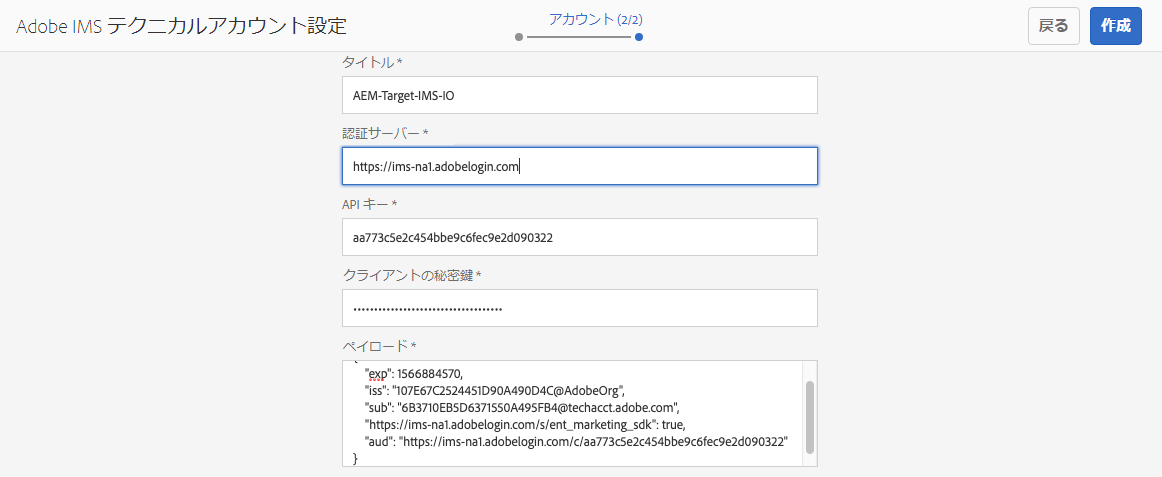 Adobe IMS テクニカルアカウント設定
アカウント (2/2)
戻る
作成
タイトル *
AEM-Target-IMS-IO
認証サーバー *
https://ims-na1.adobelogin.com
API キー *
aa773c5e2c454bbe9c6fec9e2d090322
クライアントの秘密鍵 *
••••••••••••••••••••••••••••••••••••
ペイロード *
{
"exp": 1566884570,
"iss": "107E67C2524451D90A490D4C@AdobeOrg",
"sub": "6B3710EB5D6371550A495FB4@techacct.adobe.com",
"https://ims-na1.adobelogin.com/s/ent_marketing_sdk": true,
"aud": "https://ims-na1.adobelogin.com/c/aa773c5e2c454bbe9c6fec9e2d090322"
}